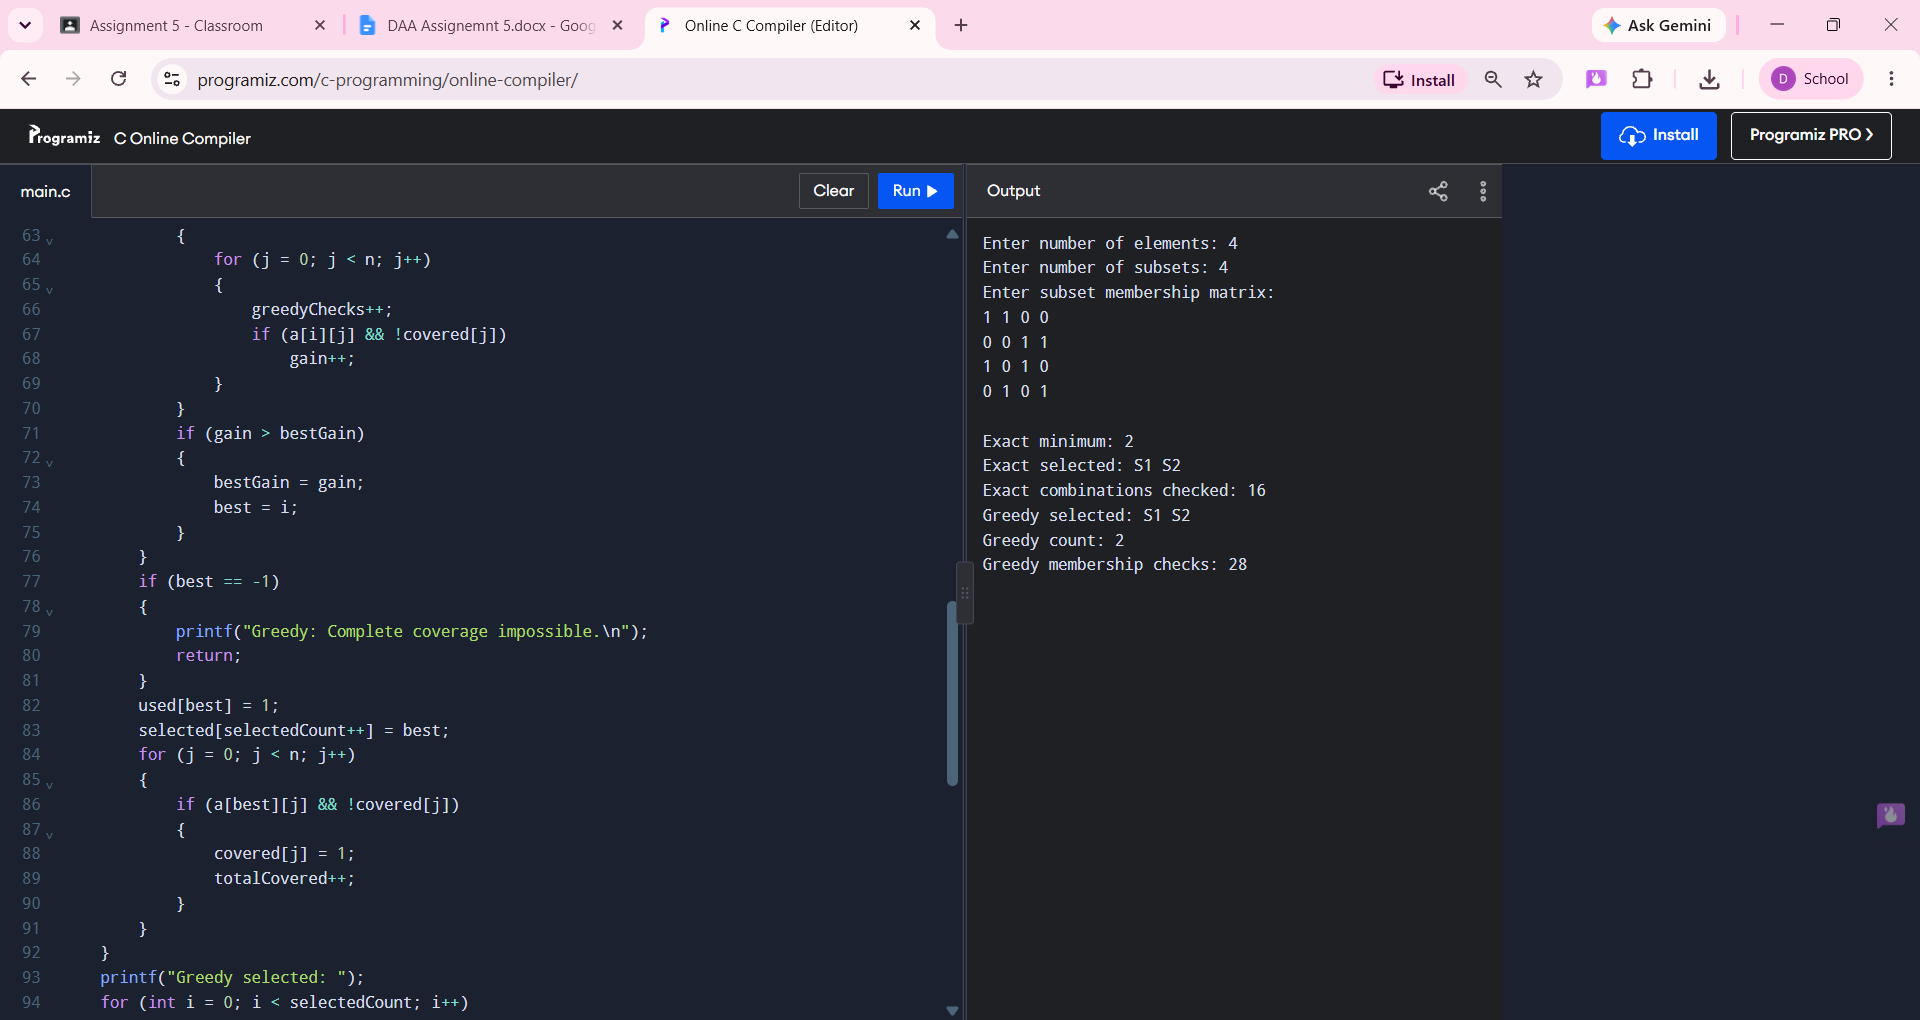 Assignment 5 - Classroom
DAA Assignemnt 5.docx - Goog
Online C Compiler (Editor)
Ask Gemini
programiz.com/c-programming/online-compiler/
Install
D School
Programiz C Online Compiler
Install
Programiz PRO
main.c
Clear
Run
Output
63 {
64 for (j = 0; j < n; j++)
65 {
66 greedyChecks++;
67 if (a[i][j] && !covered[j])
68 gain++;
69 }
70 }
71 if (gain > bestGain)
72 {
73 bestGain = gain;
74 best = i;
75 }
76 }
77 if (best == -1)
78 {
79 printf("Greedy: Complete coverage impossible.\n");
80 return;
81 }
82 used[best] = 1;
83 selected[selectedCount++] = best;
84 for (j = 0; j < n; j++)
85 {
86 if (a[best][j] && !covered[j])
87 {
88 covered[j] = 1;
89 totalCovered++;
90 }
91 }
92 }
93 printf("Greedy selected: ");
94 for (int i = 0; i < selectedCount; i++)
Enter number of elements: 4
Enter number of subsets: 4
Enter subset membership matrix:
1 1 0 0
0 0 1 1
1 0 1 0
0 1 0 1
Exact minimum: 2
Exact selected: S1 S2
Exact combinations checked: 16
Greedy selected: S1 S2
Greedy count: 2
Greedy membership checks: 28